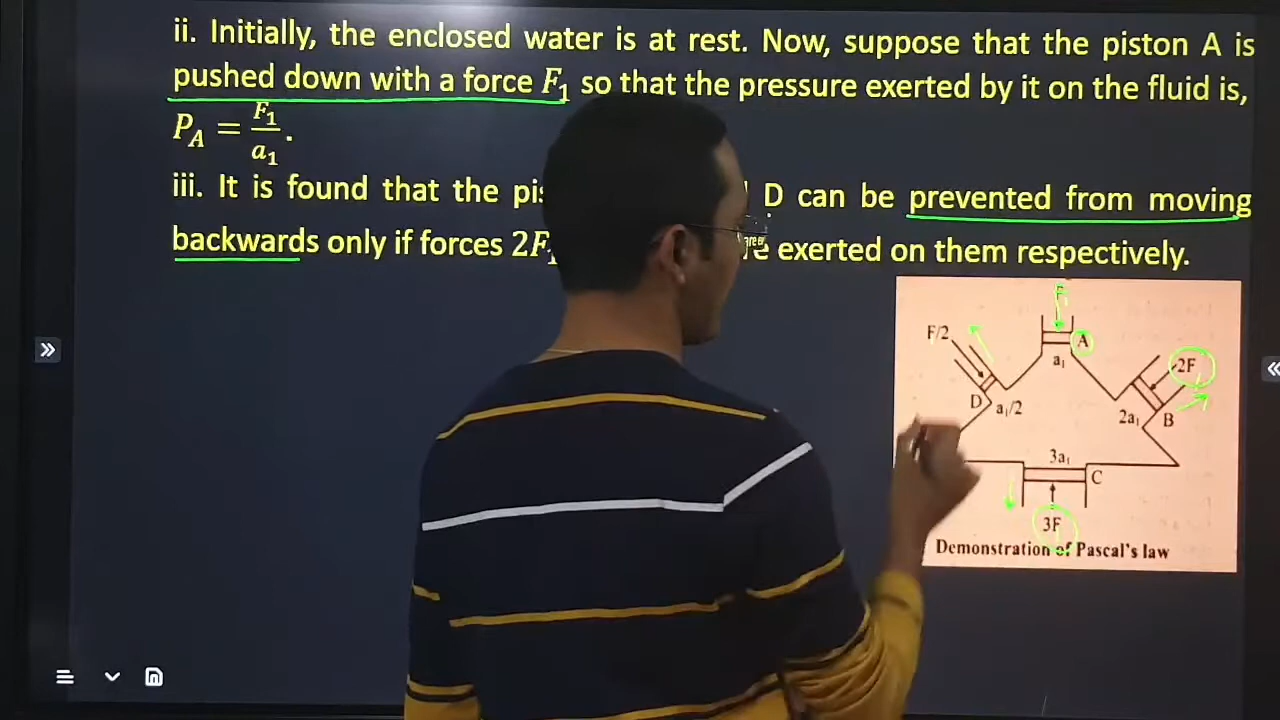 ii. Initially, the enclosed water is at rest. Now, suppose that the piston A is
pushed down with a force F₁ so that the pressure exerted by it on the fluid is,
P_A = F₁/a₁.
iii. It is found that the D can be prevented from moving
backwards only if forces 2F₁ exerted on them respectively.
F
F/2
A
a₁
2F
D
a₁/2
2a₁
B
3a₁
C
3F
Demonstration of Pascal's law